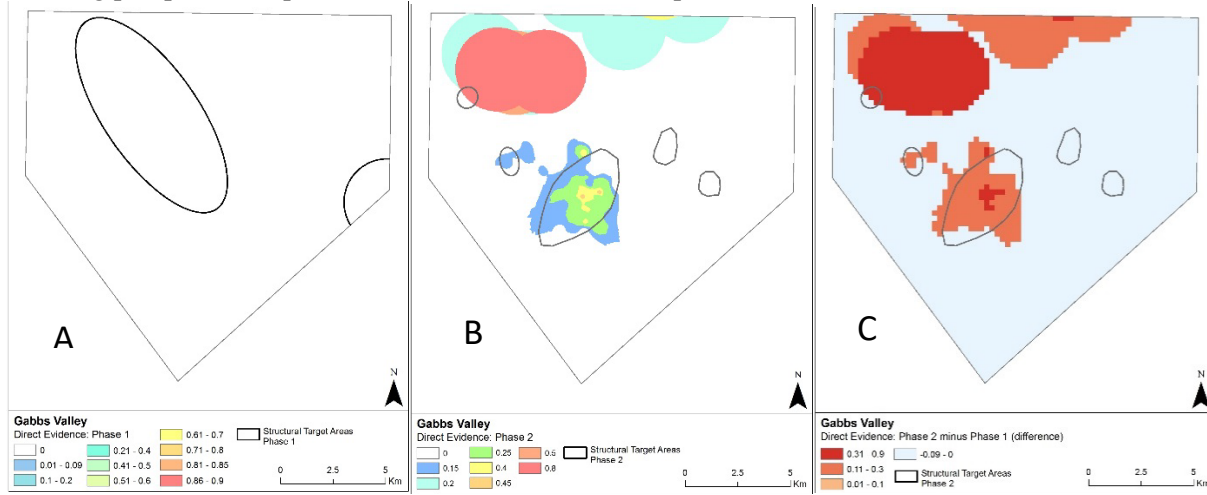 A
N
Gabbs Valley
Direct Evidence: Phase 1
0
0.01 - 0.09
0.1 - 0.2
0.21 - 0.4
0.41 - 0.5
0.51 - 0.6
0.61 - 0.7
0.71 - 0.8
0.81 - 0.85
0.86 - 0.9
Structural Target Areas
Phase 1
0 2.5 5
Km
B
N
Gabbs Valley
Direct Evidence: Phase 2
0
0.15
0.2
0.25
0.4
0.45
0.5
0.8
Structural Target Areas
Phase 2
0 2.5 5
Km
C
N
Gabbs Valley
Direct Evidence: Phase 2 minus Phase 1 (difference)
0.31 0.9
0.11 - 0.3
0.01 - 0.1
-0.09 - 0
Structural Target Areas
Phase 2
0 2.5 5
Km